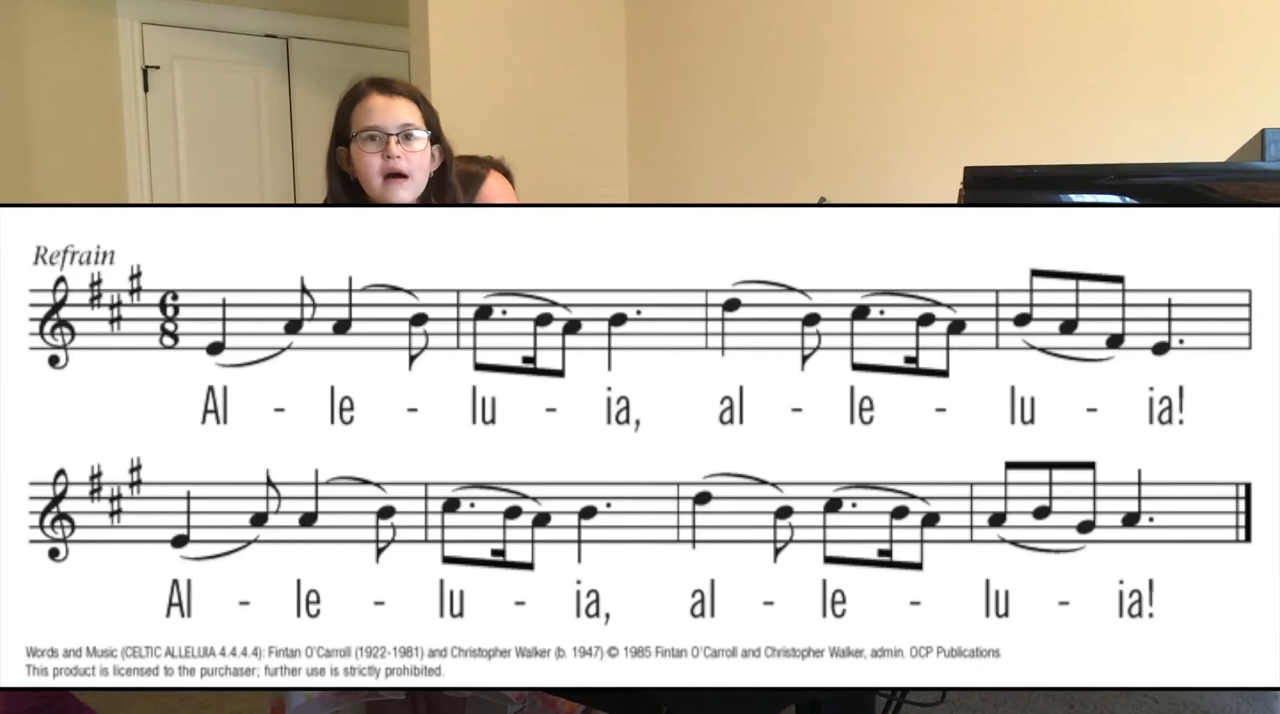 Refrain
6
8
Al - le - lu - ia, al - le - lu - ia!
Al - le - lu - ia, al - le - lu - ia!
Words and Music (CELTIC ALLELUIA 4.4.4.4): Fintan O'Carroll (1922-1981) and Christopher Walker (b. 1947) © 1985 Fintan O'Carroll and Christopher Walker, admin. OCP Publications
This product is licensed to the purchaser; further use is strictly prohibited.